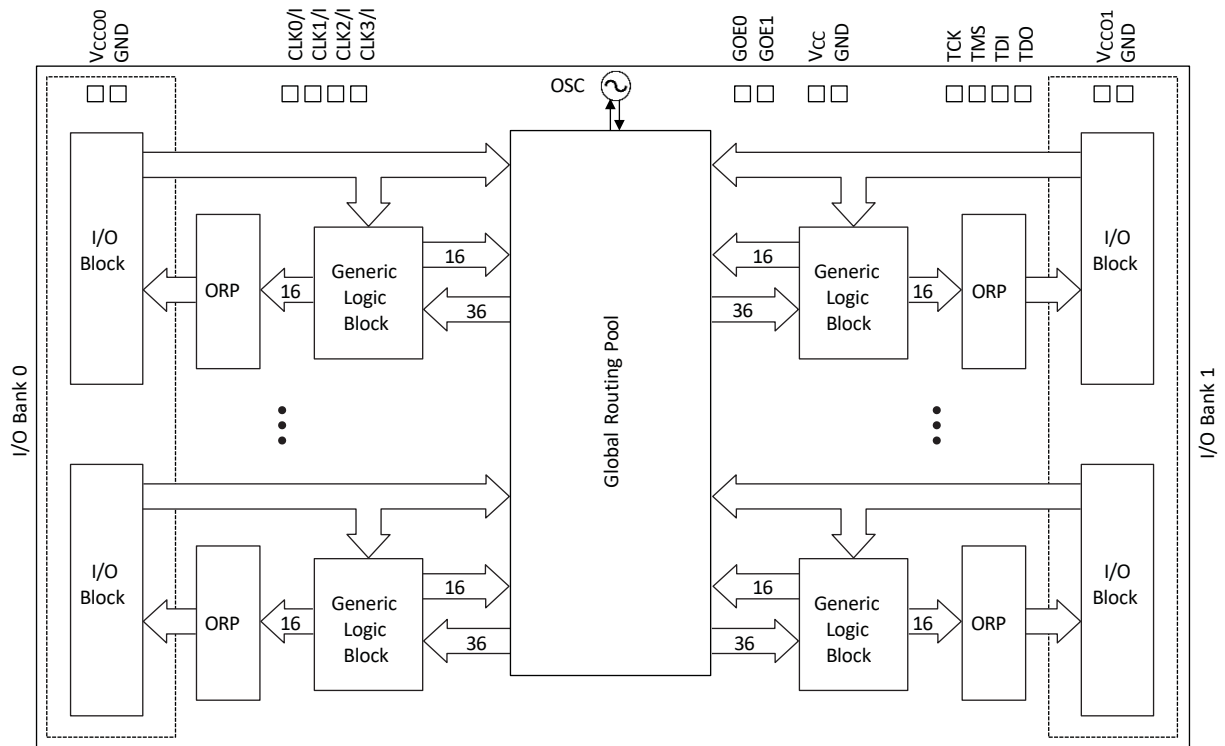 VCCO0
GND
CLK0/I
CLK1/I
CLK2/I
CLK3/I
GOE0
GOE1
VCC
GND
TCK
TMS
TDI
TDO
VCCO1
GND
OSC
I/O Bank 0
I/O
Block
ORP
16
Generic
Logic
Block
16
36
Global Routing Pool
16
36
Generic
Logic
Block
16
ORP
I/O
Block
I/O Bank 1
I/O
Block
ORP
16
Generic
Logic
Block
16
36
16
36
Generic
Logic
Block
16
ORP
I/O
Block